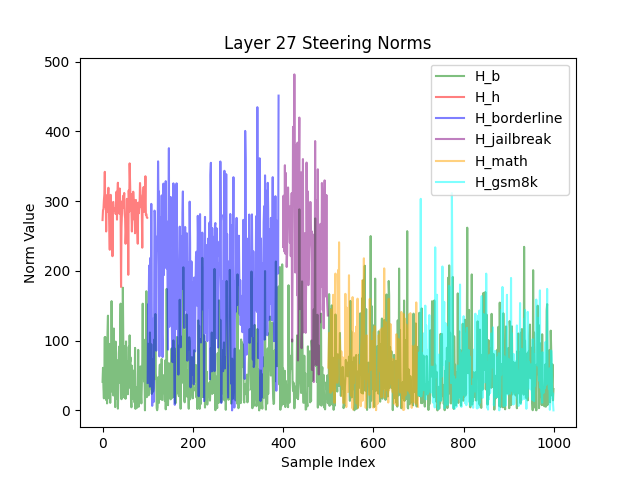 Layer 27 Steering Norms
Norm Value
500
400
300
200
100
0
0
200
400
600
800
1000
Sample Index
H_b
H_h
H_borderline
H_jailbreak
H_math
H_gsm8k